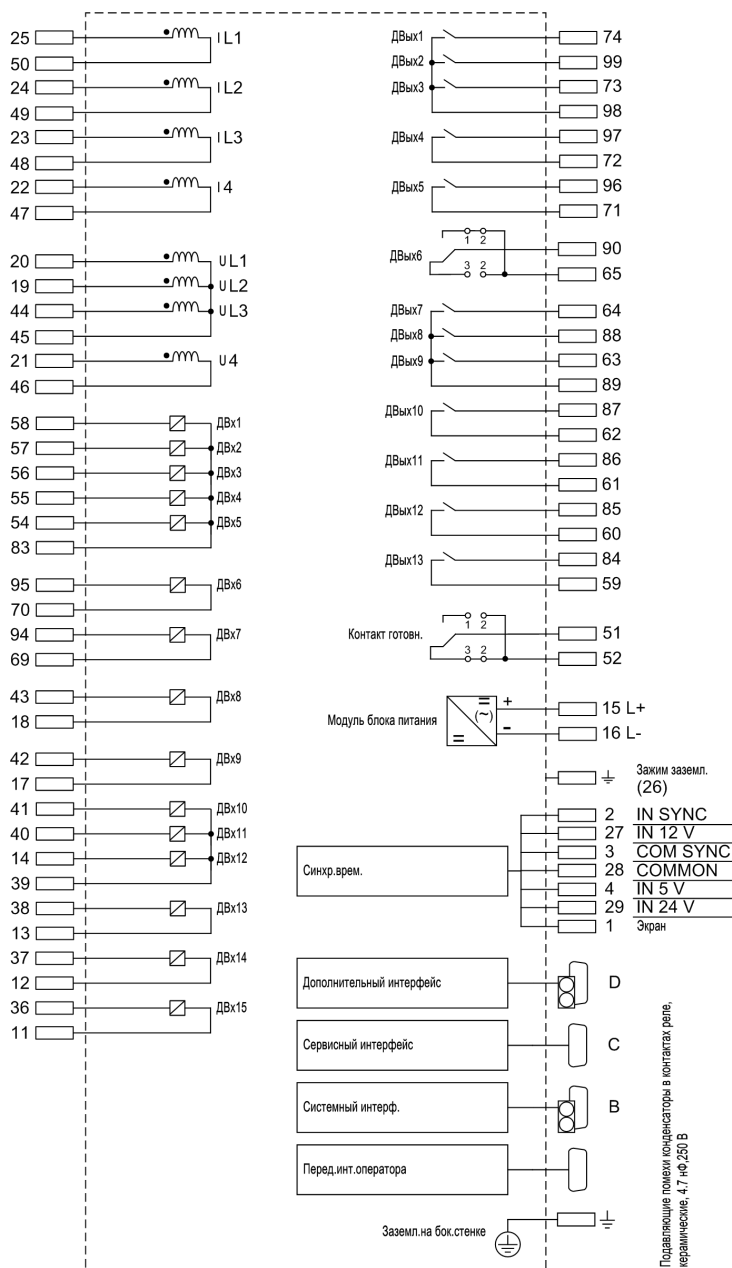 25 IL1 ДВых1 74
50 ДВых2 99
24 IL2 ДВых3 73
49 98
23 IL3 ДВых4 97
48 72
22 I4 ДВых5 96
47 71
1 2
ДВых6 90
3 2 65
20 UL1
19 UL2
44 UL3 ДВых7 64
45 ДВых8 88
21 U4 ДВых9 63
46 89
58 ДВх1 ДВых10 87
57 ДВх2 62
56 ДВх3 ДВых11 86
55 ДВх4 61
54 ДВх5 ДВых12 85
83 60
ДВых13 84
95 ДВх6 59
70
1 2
94 ДВх7 Контакт готовн. 51
69 3 2 52
43 ДВх8 + 15 L+
18 Модуль блока питания = (~) =
- 16 L-
42 ДВх9 Зажим заземл.
17 (26)
41 ДВх10 2 IN SYNC
40 ДВх11 27 IN 12 V
14 ДВх12 3 COM SYNC
39 Синхр.врем. 28 COMMON
4 IN 5 V
38 ДВх13 29 IN 24 V
13 1 Экран
37 ДВх14
12 Дополнительный интерфейс D
36 ДВх15
11 Сервисный интерфейс C
Системный интерф. B
Перед.инт.оператора
Заземл.на бок.стенке
Подавляющие помехи конденсаторы в контактах реле,
керамические, 4.7 нФ,250 В